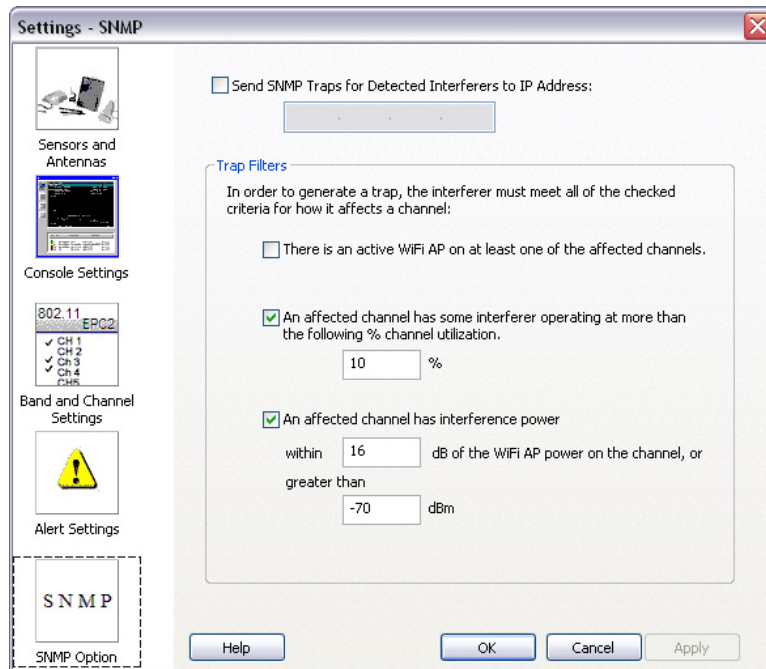 Settings - SNMP
Sensors and
Antennas
Console Settings
802.11
EPC2
CH 1
CH 2
Ch 3
Ch 4
CH5
Band and Channel
Settings
Alert Settings
S N M P
SNMP Option
Send SNMP Traps for Detected Interferers to IP Address:
. . .
Trap Filters
In order to generate a trap, the interferer must meet all of the checked
criteria for how it affects a channel:
There is an active WiFi AP on at least one of the affected channels.
An affected channel has some interferer operating at more than
the following % channel utilization.
10 %
An affected channel has interference power
within 16 dB of the WiFi AP power on the channel, or
greater than
-70 dBm
Help OK Cancel Apply